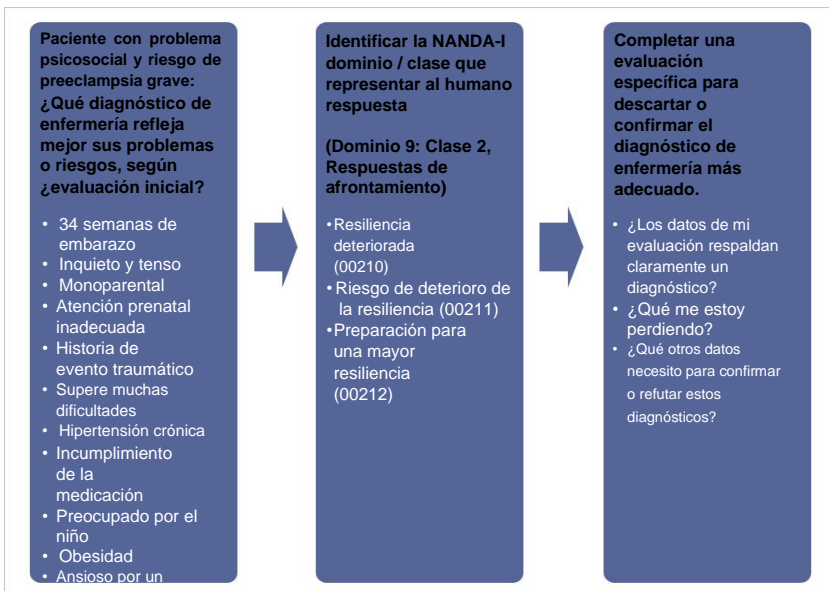 Paciente con problema
psicosocial y riesgo de
preeclampsia grave:
¿Qué diagnóstico de
enfermería refleja
mejor sus problemas
o riesgos, según
¿evaluación inicial?
• 34 semanas de
embarazo
• Inquieto y tenso
• Monoparental
• Atención prenatal
inadecuada
• Historia de
evento traumático
• Supere muchas
dificultades
• Hipertensión crónica
• Incumplimiento
de la
medicación
• Preocupado por el
niño
• Obesidad
• Ansioso por un
Identificar la NANDA-I
dominio / clase que
representar al humano
respuesta
(Dominio 9: Clase 2,
Respuestas de
afrontamiento)
• Resiliencia
deteriorada
(00210)
• Riesgo de deterioro de
la resiliencia (00211)
• Preparación para
una mayor
resiliencia
(00212)
Completar una
evaluación
específica para
descartar o
confirmar el
diagnóstico de
enfermería más
adecuado.
• ¿Los datos de mi
evaluación respaldan
claramente un
diagnóstico?
• ¿Qué me estoy
perdiendo?
• ¿Qué otros datos
necesito para confirmar
o refutar estos
diagnósticos?